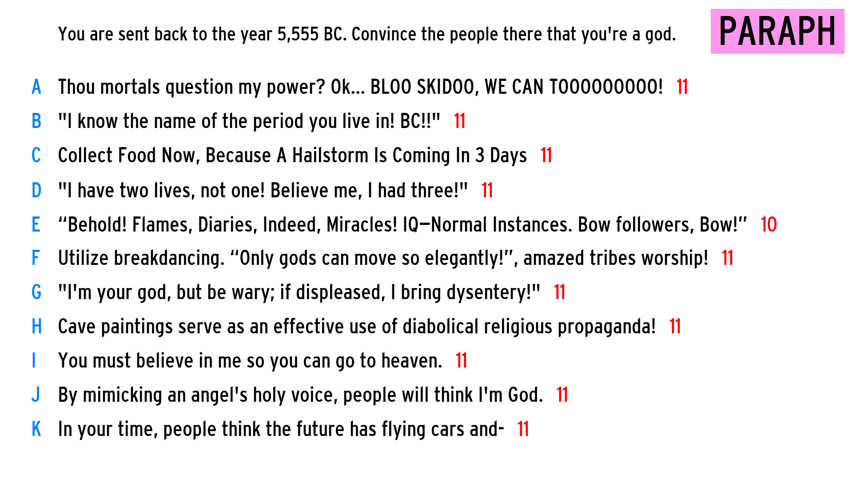 You are sent back to the year 5,555 BC. Convince the people there that you're a god.
PARAPH
A Thou mortals question my power? Ok... BLOO SKIDOO, WE CAN TOOOOOOOOO! 11
B "I know the name of the period you live in! BC!!" 11
C Collect Food Now, Because A Hailstorm Is Coming In 3 Days 11
D "I have two lives, not one! Believe me, I had three!" 11
E “Behold! Flames, Diaries, Indeed, Miracles! IQ—Normal Instances. Bow followers, Bow!” 10
F Utilize breakdancing. “Only gods can move so elegantly!”, amazed tribes worship! 11
G "I'm your god, but be wary; if displeased, I bring dysentery!" 11
H Cave paintings serve as an effective use of diabolical religious propaganda! 11
I You must believe in me so you can go to heaven. 11
J By mimicking an angel's holy voice, people will think I'm God. 11
K In your time, people think the future has flying cars and- 11